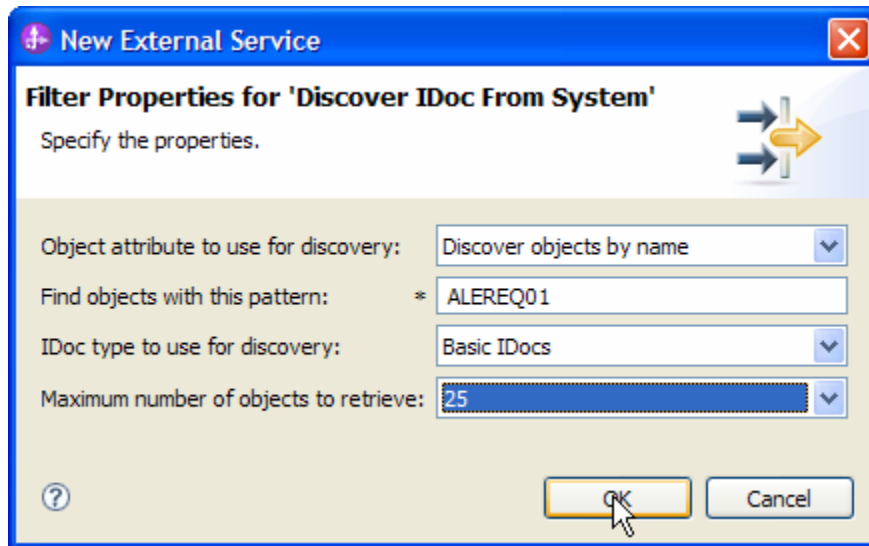 New External Service
Filter Properties for 'Discover IDoc From System'
Specify the properties.
Object attribute to use for discovery: Discover objects by name
Find objects with this pattern: * ALEREQ01
IDoc type to use for discovery: Basic IDocs
Maximum number of objects to retrieve: 25
? OK Cancel